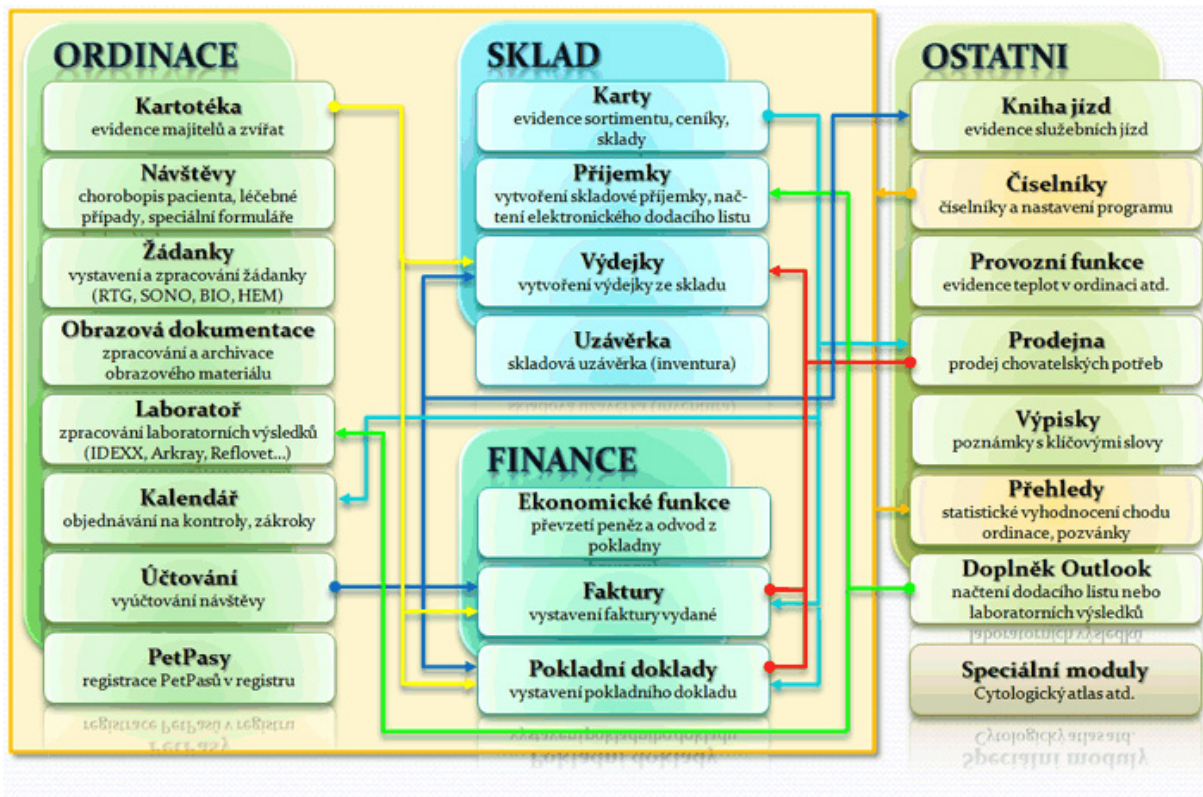 ORDINACE
Kartotéka
evidence majitelů a zvířat
Návštěvy
chorobopis pacienta, léčebné
případy, speciální formuláře
Žádanky
vystavení a zpracování žádanky
(RTG, SONO, BIO, HEM)
Obrazová dokumentace
zpracování a archivace
obrazového materiálu
Laboratoř
zpracování laboratorních výsledků
(IDEXX, Arkray, Reflovet...)
Kalendář
objednávání na kontroly, zákroky
Účtování
vyúčtování návštěvy
PetPasy
registrace PetPasů v registru
SKLAD
Karty
evidence sortimentu, ceníky,
sklady
Příjemky
vytvoření skladové příjemky, nač-
tení elektronického dodacího listu
Výdejky
vytvoření výdejky ze skladu
Uzávěrka
skladová uzávěrka (inventura)
FINANCE
Ekonomické funkce
převzetí peněz a odvod z
pokladny
Faktury
vystavení faktury vydané
Pokladní doklady
vystavení pokladního dokladu
OSTATNI
Kniha jízd
evidence služebních jízd
Číselníky
číselníky a nastavení programu
Provozní funkce
evidence teplot v ordinaci atd.
Prodejna
prodej chovatelských potřeb
Výpisky
poznámky s klíčovými slovy
Přehledy
statistické vyhodnocení chodu
ordinace, pozvánky
Doplněk Outlook
načtení dodacího listu nebo
laboratorních výsledků
Speciální moduly
Cytologický atlas atd.